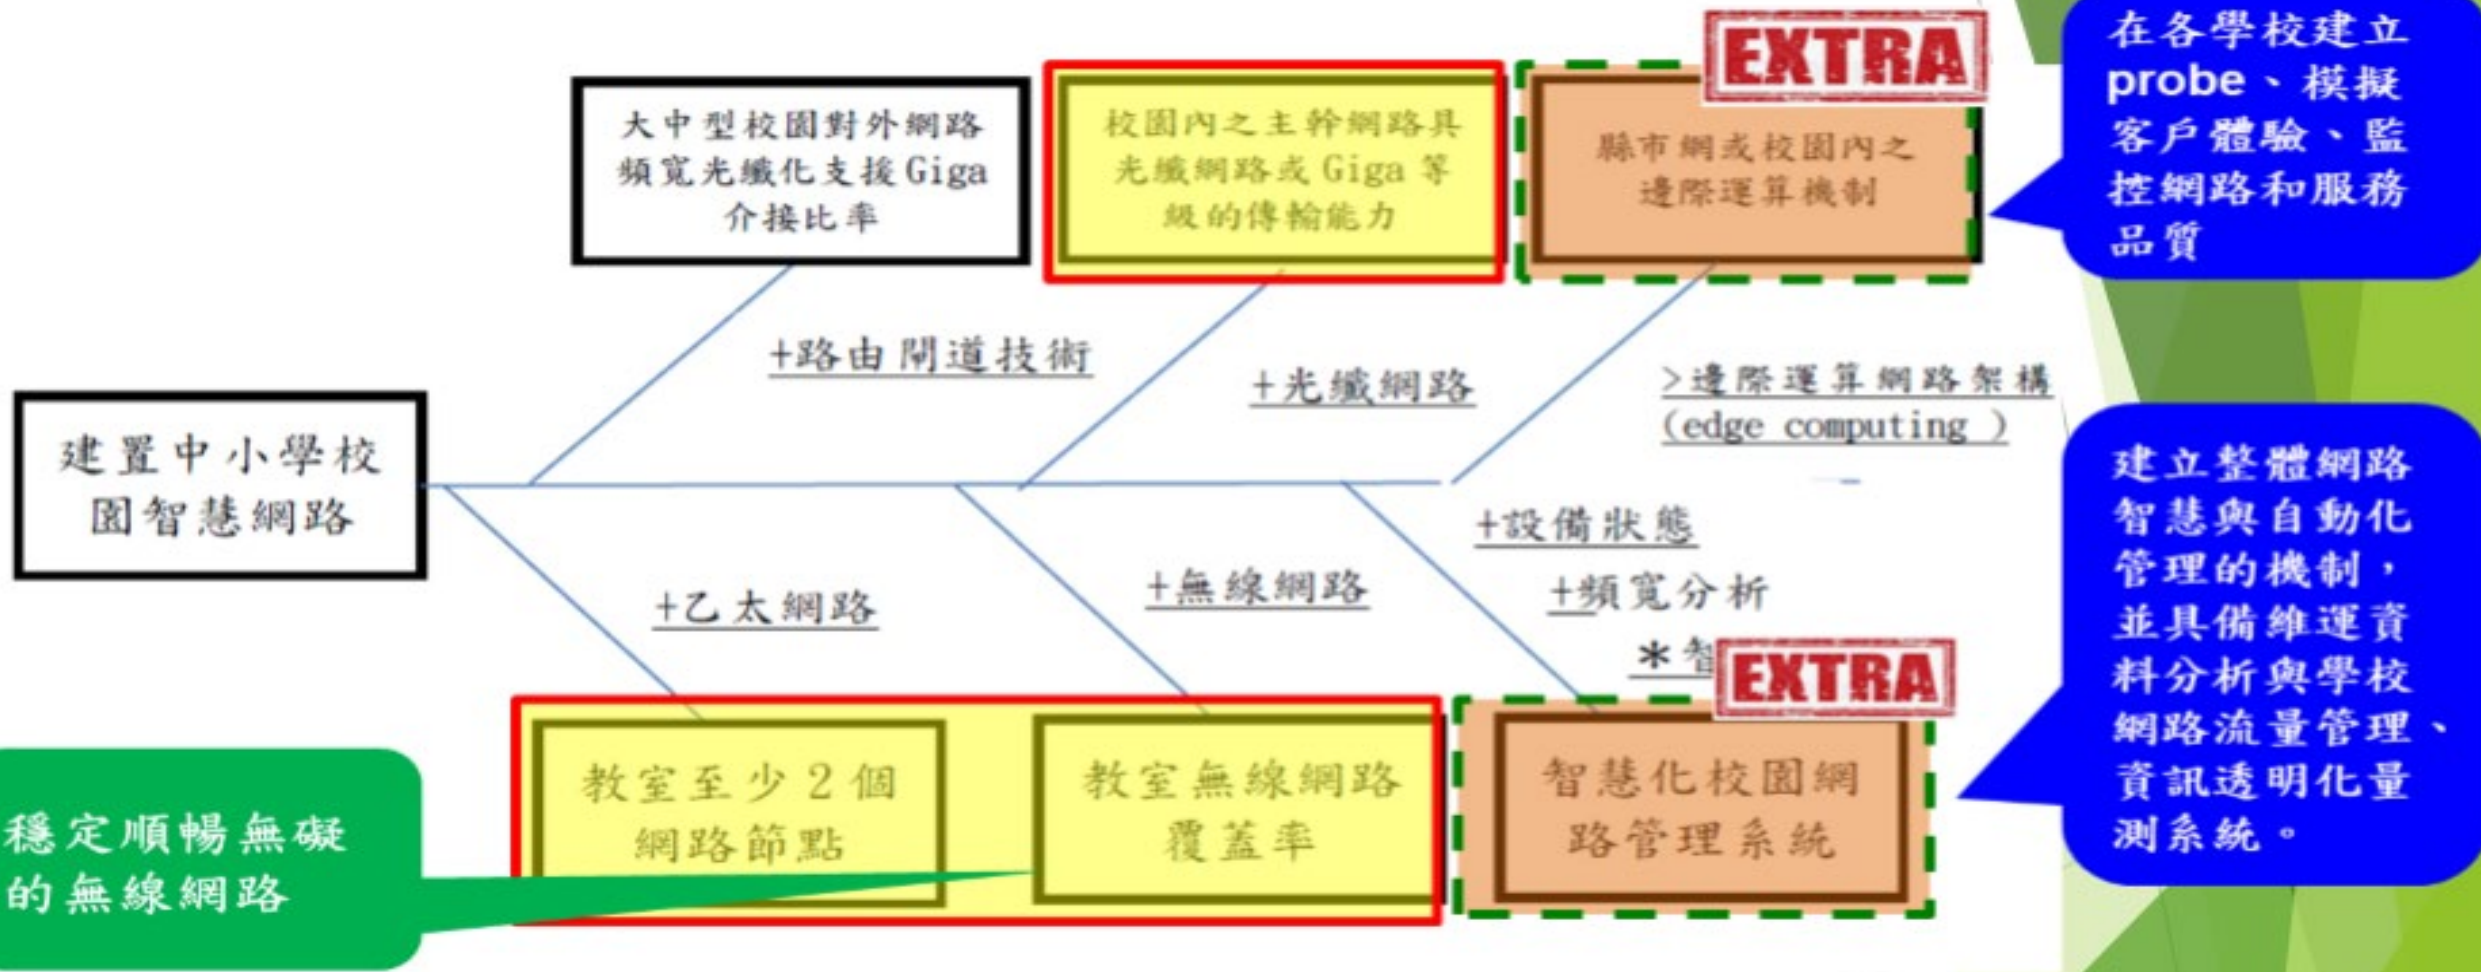 EXTRA
在各學校建立
probe、模擬
客戶體驗、監
控網路和服務
品質
大中型校園對外網路
頻寬光纖化支援 Giga
介接比率
校園內之主幹網路具
光纖網路或 Giga 等
級的傳輸能力
縣市網或校園內之
邊際運算機制
+路由閘道技術
+光纖網路
>邊際運算網路架構
(edge computing )
建置中小學校
園智慧網路
建立整體網路
智慧與自動化
管理的機制，
並具備維運資
料分析與學校
網路流量管理、
資訊透明化量
測系統。
+設備狀態
+頻寬分析
+乙太網路
+無線網路
*智
EXTRA
教室至少 2 個
網路節點
教室無線網路
覆蓋率
智慧化校園網
路管理系統
穩定順暢無礙
的無線網路